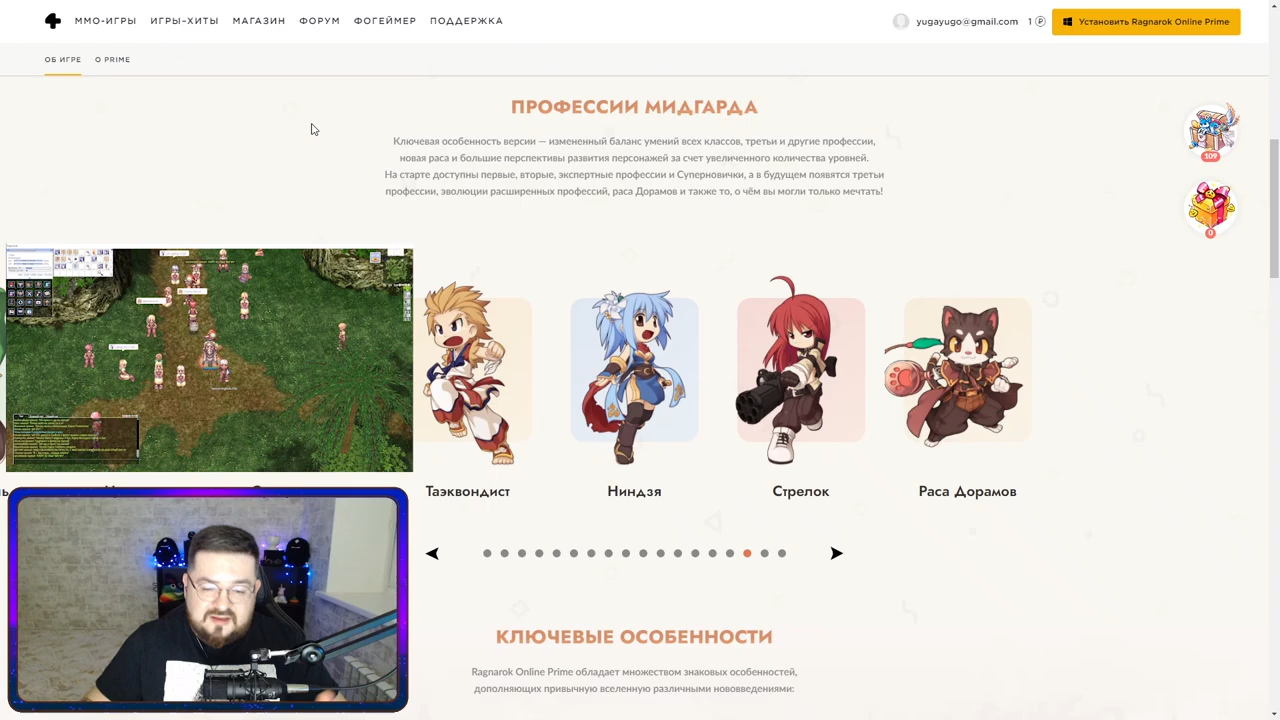 ММО-ИГРЫ ИГРЫ-ХИТЫ МАГАЗИН ФОРУМ ФОГЕЙМЕР ПОДДЕРЖКА
yugayugo@gmail.com 1 ₽ Установить Ragnarok Online Prime
ОБ ИГРЕ О PRIME
ПРОФЕССИИ МИДГАРДА
Ключевая особенность версии — измененный баланс умений всех классов, третьи и другие профессии,
новая раса и большие перспективы развития персонажей за счет увеличенного количества уровней.
На старте доступны первые, вторые, экспертные профессии и Суперновички, а в будущем появятся третьи
профессии, эволюции расширенных профессий, раса Дорамов и также то, о чём вы могли только мечтать!
109
0
Таэквондист Ниндзя Стрелок Раса Дорамов
КЛЮЧЕВЫЕ ОСОБЕННОСТИ
Ragnarok Online Prime обладает множеством знаковых особенностей,
дополняющих привычную вселенную различными нововведениями: